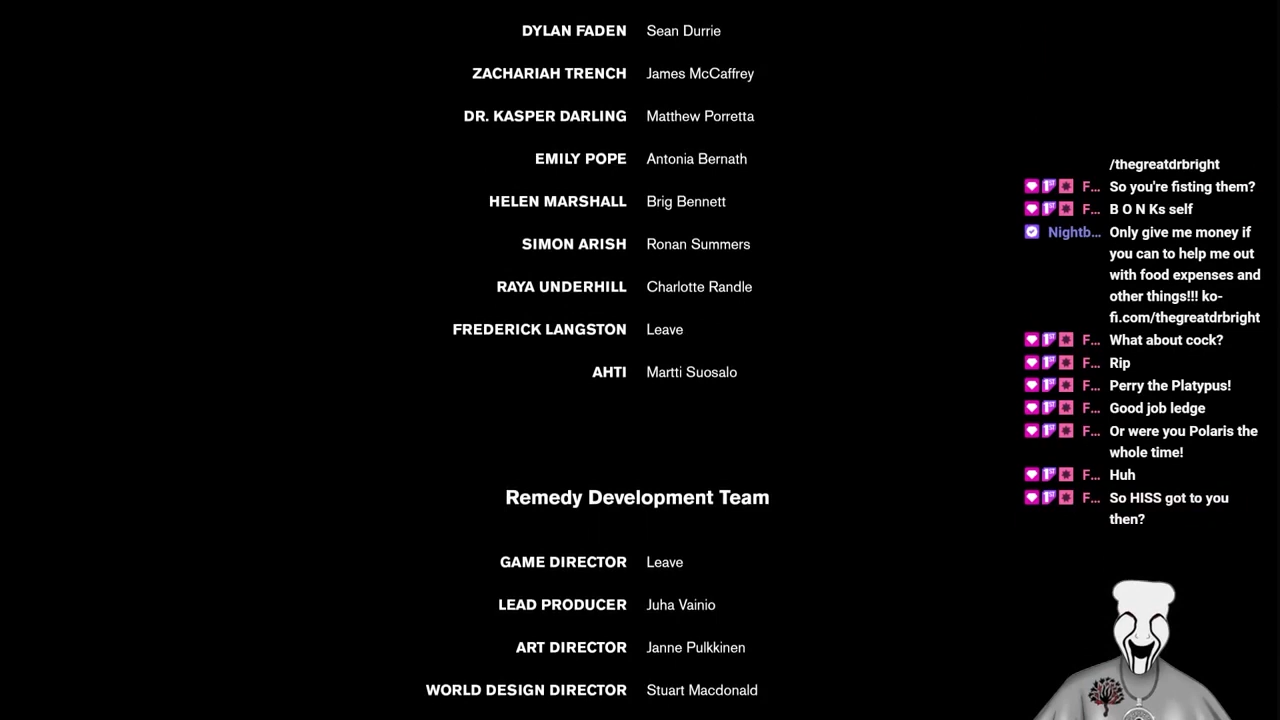 DYLAN FADEN Sean Durrie
ZACHARIAH TRENCH James McCaffrey
DR. KASPER DARLING Matthew Porretta
EMILY POPE Antonia Bernath
HELEN MARSHALL Brig Bennett
SIMON ARISH Ronan Summers
RAYA UNDERHILL Charlotte Randle
FREDERICK LANGSTON Leave
AHTI Martti Suosalo
Remedy Development Team
GAME DIRECTOR Leave
LEAD PRODUCER Juha Vainio
ART DIRECTOR Janne Pulkkinen
WORLD DESIGN DIRECTOR Stuart Macdonald
/thegreatdrbright
F... So you're fisting them?
F... B O N Ks self
Nightb... Only give me money if
you can to help me out
with food expenses and
other things!!! ko-
fi.com/thegreatdrbright
F... What about cock?
F... Rip
F... Perry the Platypus!
F... Good job ledge
F... Or were you Polaris the
whole time!
F... Huh
F... So HISS got to you
then?